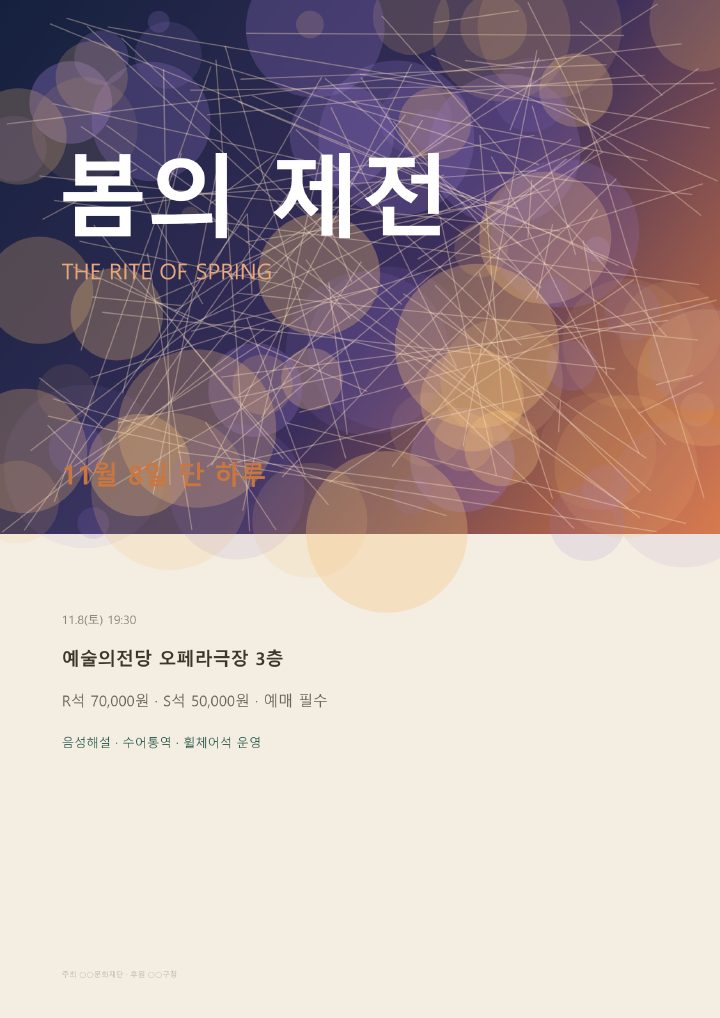 봄의 제전
THE RITE OF SPRING
11월 8일 단 하루
11.8(토) 19:30
예술의전당 오페라극장 3층
R석 70,000원 · S석 50,000원 · 예매 필수
음성해설 · 수어통역 · 휠체어석 운영
주최 ○○문화재단 · 후원 ○○구청